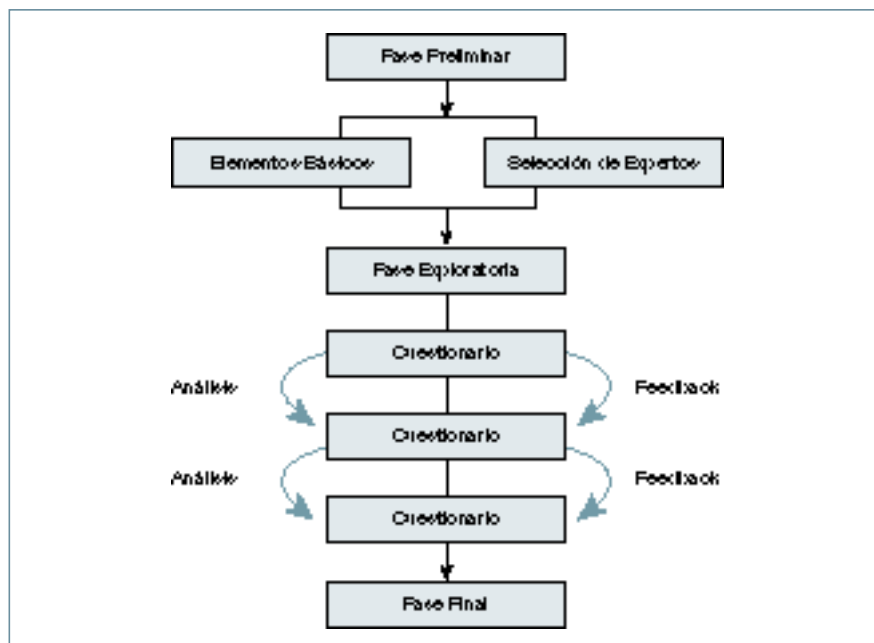 Fase Preliminar
Elementos Básicos
Selección de Expertos
Fase Exploratoria
Cuestionario
Análisis
Feedback
Cuestionario
Análisis
Feedback
Cuestionario
Fase Final